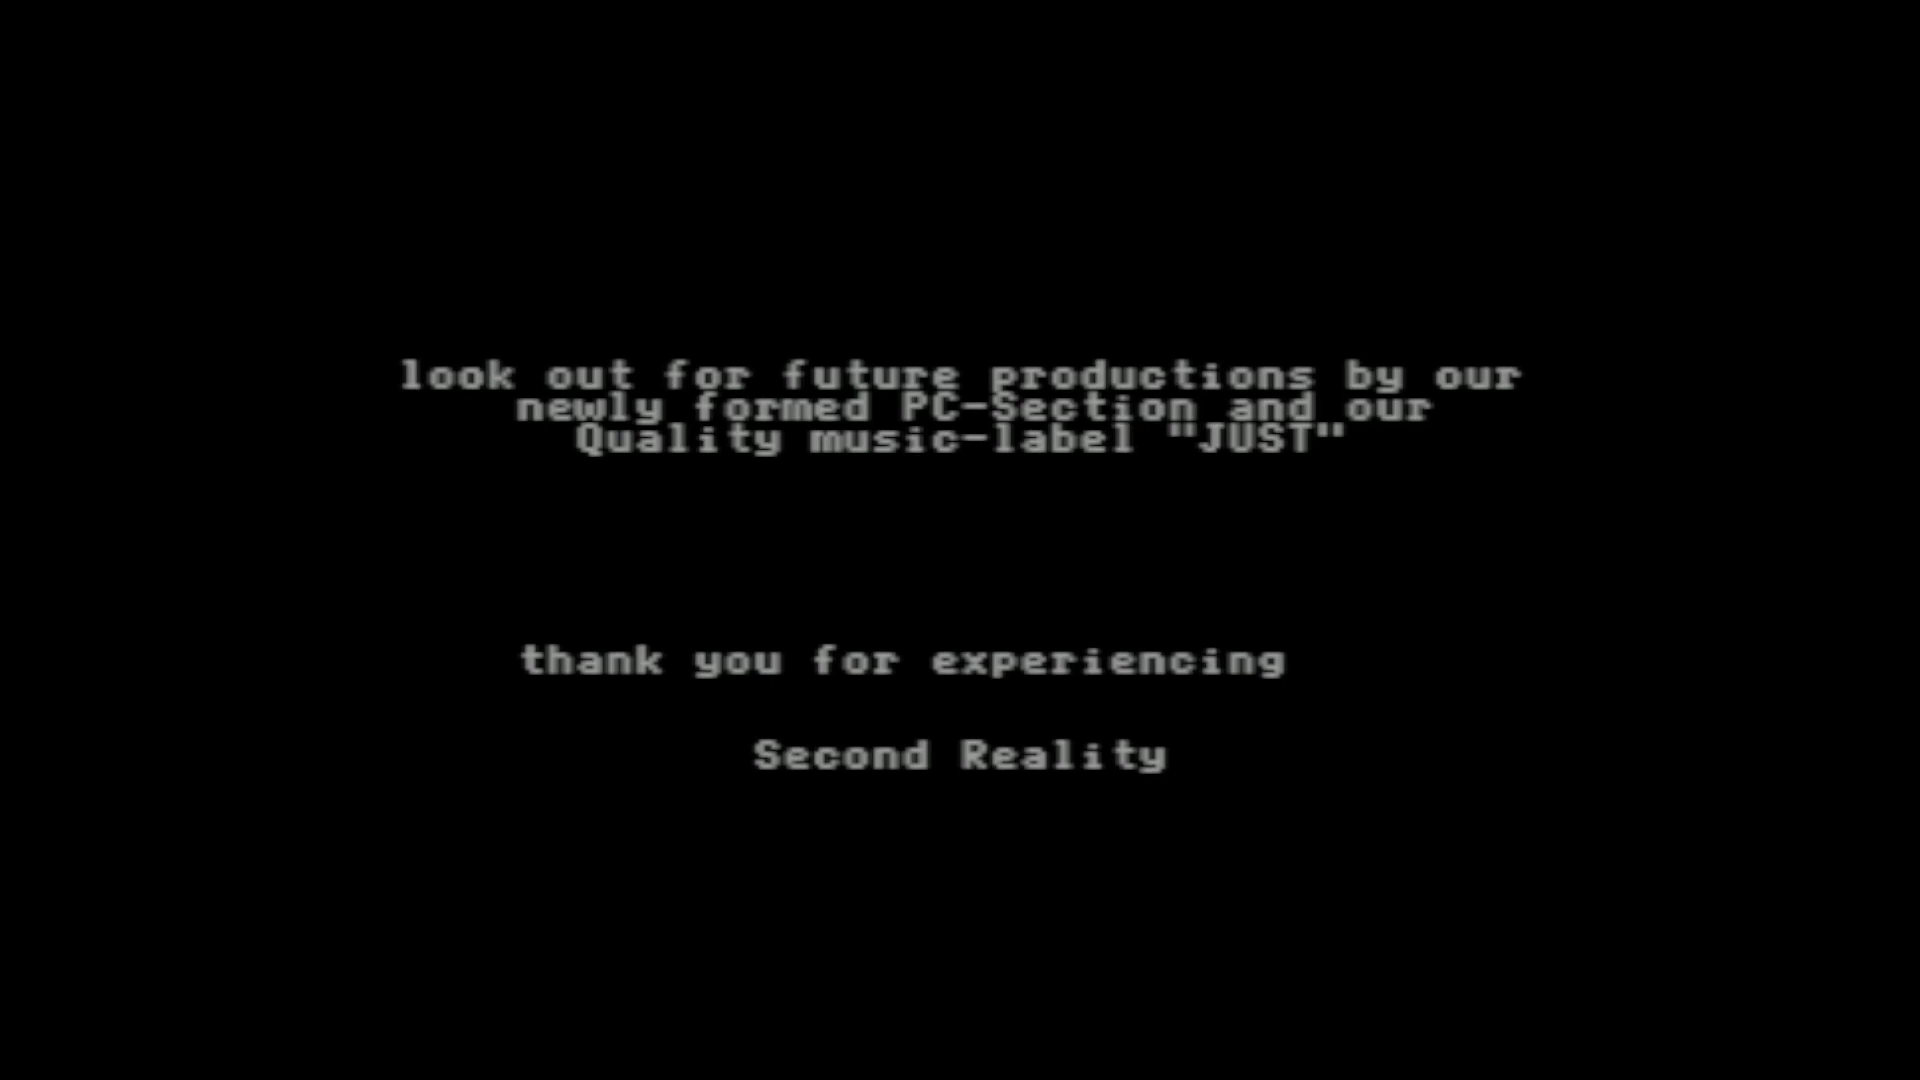 look out for future productions by our
newly formed PC-Section and our
Quality music-label "JUST"
thank you for experiencing
Second Reality